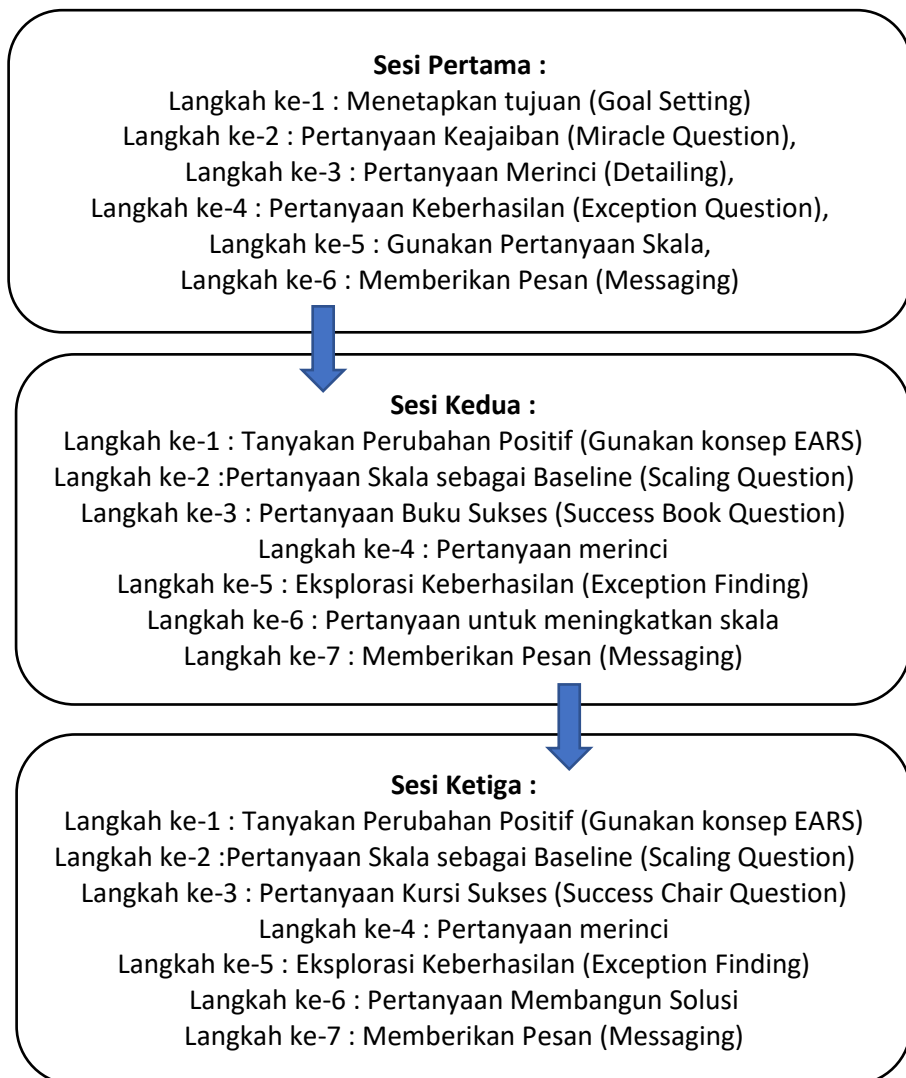 Sesi Pertama :
Langkah ke-1 : Menetapkan tujuan (Goal Setting)
Langkah ke-2 : Pertanyaan Keajaiban (Miracle Question),
Langkah ke-3 : Pertanyaan Merinci (Detailing),
Langkah ke-4 : Pertanyaan Keberhasilan (Exception Question),
Langkah ke-5 : Gunakan Pertanyaan Skala,
Langkah ke-6 : Memberikan Pesan (Messaging)
Sesi Kedua :
Langkah ke-1 : Tanyakan Perubahan Positif (Gunakan konsep EARS)
Langkah ke-2 :Pertanyaan Skala sebagai Baseline (Scaling Question)
Langkah ke-3 : Pertanyaan Buku Sukses (Success Book Question)
Langkah ke-4 : Pertanyaan merinci
Langkah ke-5 : Eksplorasi Keberhasilan (Exception Finding)
Langkah ke-6 : Pertanyaan untuk meningkatkan skala
Langkah ke-7 : Memberikan Pesan (Messaging)
Sesi Ketiga :
Langkah ke-1 : Tanyakan Perubahan Positif (Gunakan konsep EARS)
Langkah ke-2 :Pertanyaan Skala sebagai Baseline (Scaling Question)
Langkah ke-3 : Pertanyaan Kursi Sukses (Success Chair Question)
Langkah ke-4 : Pertanyaan merinci
Langkah ke-5 : Eksplorasi Keberhasilan (Exception Finding)
Langkah ke-6 : Pertanyaan Membangun Solusi
Langkah ke-7 : Memberikan Pesan (Messaging)